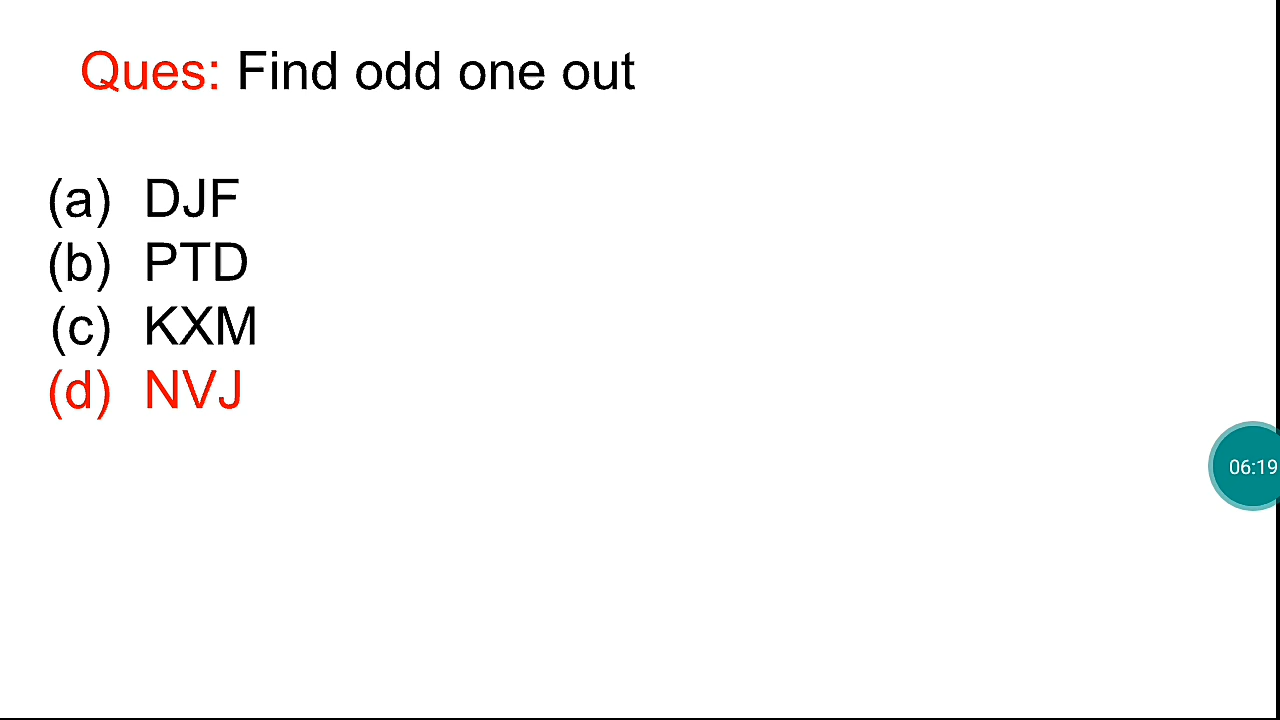 Ques: Find odd one out
(a) DJF
(b) PTD
(c) KXM
(d) NVJ
06:19